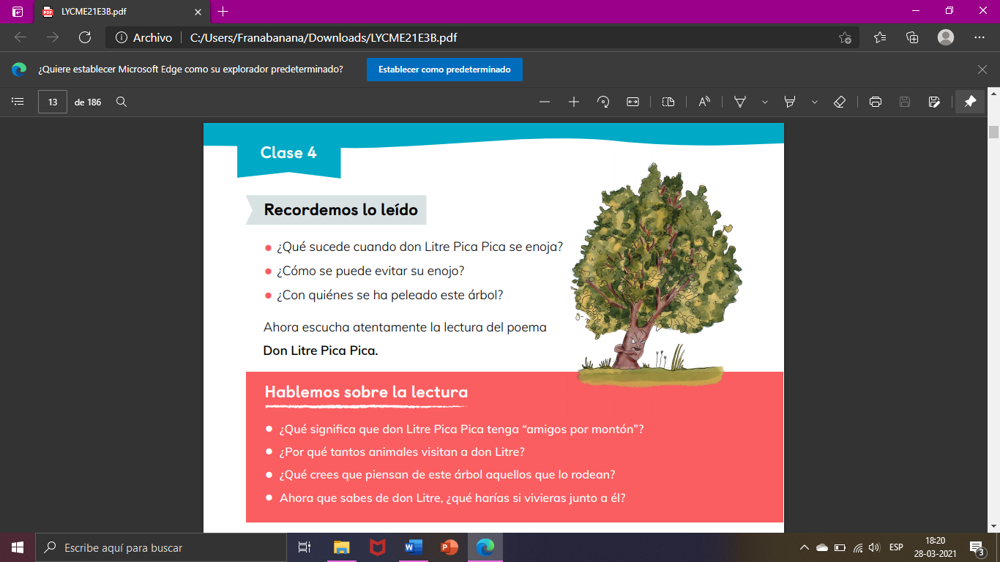 LYCME21E3B.pdf
Archivo
C:/Users/Franabanana/Downloads/LYCME21E3B.pdf
¿Quiere establecer Microsoft Edge como su explorador predeterminado?
Establecer como predeterminado
13 de 186
Clase 4
Recordemos lo leído
¿Qué sucede cuando don Litre Pica Pica se enoja?
¿Cómo se puede evitar su enojo?
¿Con quiénes se ha peleado este árbol?
Ahora escucha atentamente la lectura del poema
Don Litre Pica Pica.
Hablemos sobre la lectura
¿Qué significa que don Litre Pica Pica tenga “amigos por montón”?
¿Por qué tantos animales visitan a don Litre?
¿Qué crees que piensan de este árbol aquellos que lo rodean?
Ahora que sabes de don Litre, ¿qué harías si vivieras junto a él?
Escribe aquí para buscar
ESP
18:20
28-03-2021
3